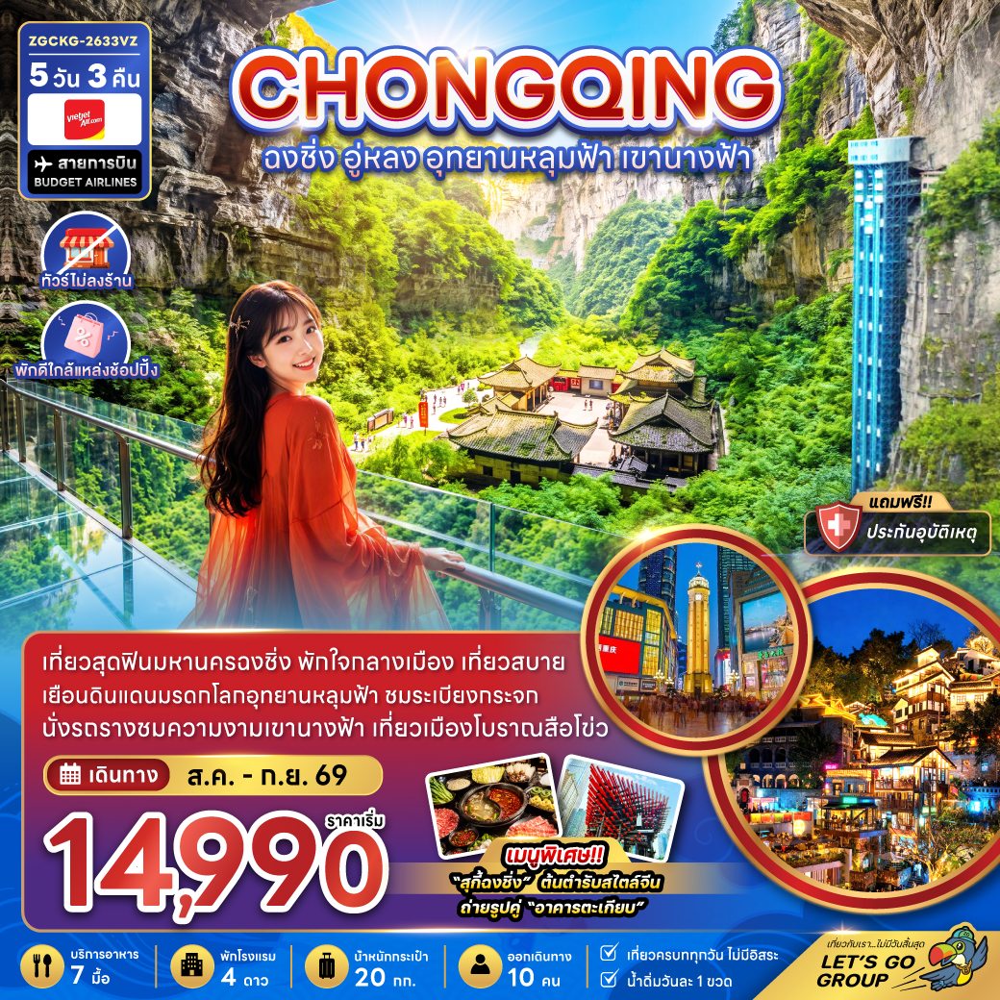 ZGCKG-2633VZ
5 วัน 3 คืน
vietjet
Air.com
สายการบิน
BUDGET AIRLINES
CHONGQING
ฉงชิ่ง อู่หลง อุทยานหลุมฟ้า เขานางฟ้า
ทัวร์ไม่ลงร้าน
%
พักดีใกล้แหล่งช้อปปิ้ง
แถมฟรี!!
ประกันอุบัติเหตุ
เที่ยวสุดฟินมหานครฉงชิ่ง พักใจกลางเมือง เที่ยวสบาย
เยือนดินแดนมรดกโลกอุทยานหลุมฟ้า ชมระเบียงกระจก
นั่งรถรางชมความงามเขานางฟ้า เที่ยวเมืองโบราณสือโข่ว
เดินทาง ส.ค. - ก.ย. 69
ราคาเริ่ม
14,990
เมนูพิเศษ!!
"สุกี้ฉงชิ่ง" ต้นตำรับสไตล์จีน
ถ่ายรูปคู่ "อาคารตะเกียบ"
บริการอาหาร
7 มื้อ
พักโรงแรม
4 ดาว
น้ำหนักกระเป๋า
20 กก.
ออกเดินทาง
10 คน
เที่ยวครบทุกวัน ไม่มีอิสระ
น้ำดื่มวันละ 1 ขวด
เที่ยวกับเรา...ไม่มีวันสิ้นสุด
LET'S GO
GROUP